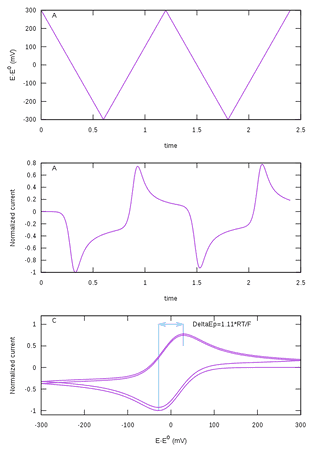 A
300
200
100
0
-100
-200
-300
E-E⁰ (mV)
0 0.5 1 1.5 2 2.5
time
A
0.8
0.6
0.4
0.2
0
-0.2
-0.4
-0.6
-0.8
-1
Normalized current
0 0.5 1 1.5 2 2.5
time
C
DeltaEp=1.11*RT/F
1
0.5
0
-0.5
-1
Normalized current
-300 -200 -100 0 100 200 300
E-E⁰ (mV)